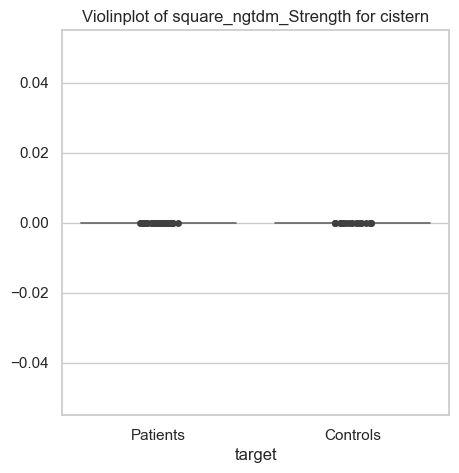 Violinplot of square_ngtdm_Strength for cistern
0.04
0.02
0.00
−0.02
−0.04
Patients
Controls
target